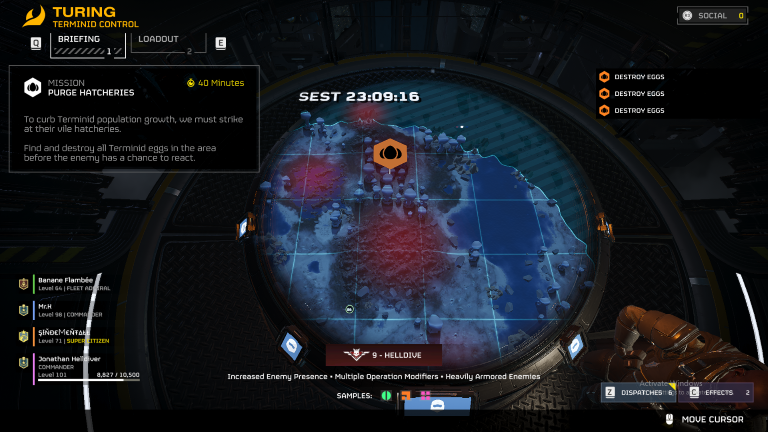 TURING
TERMINID CONTROL
Q
BRIEFING
1
LOADOUT
2
E
SOCIAL 0
MISSION
PURGE HATCHERIES
40 Minutes
To curb Terminid population growth, we must strike
at their vile hatcheries.
Find and destroy all Terminid eggs in the area
before the enemy has a chance to react.
SEST 23:09:16
DESTROY EGGS
DESTROY EGGS
DESTROY EGGS
Banane Flambée
Level 64 | FLEET ADMIRAL
Mr.X
Level 98 | COMMANDER
Level 71 | SUPER CITIZEN
Jonathan Helldiver
COMMANDER
Level 101 8,827 / 10,500
9 - HELLDIVE
Increased Enemy Presence • Multiple Operation Modifiers • Heavily Armored Enemies
SAMPLES:
Activate Windows
Z DISPATCHES 6
C EFFECTS 2
MOVE CURSOR